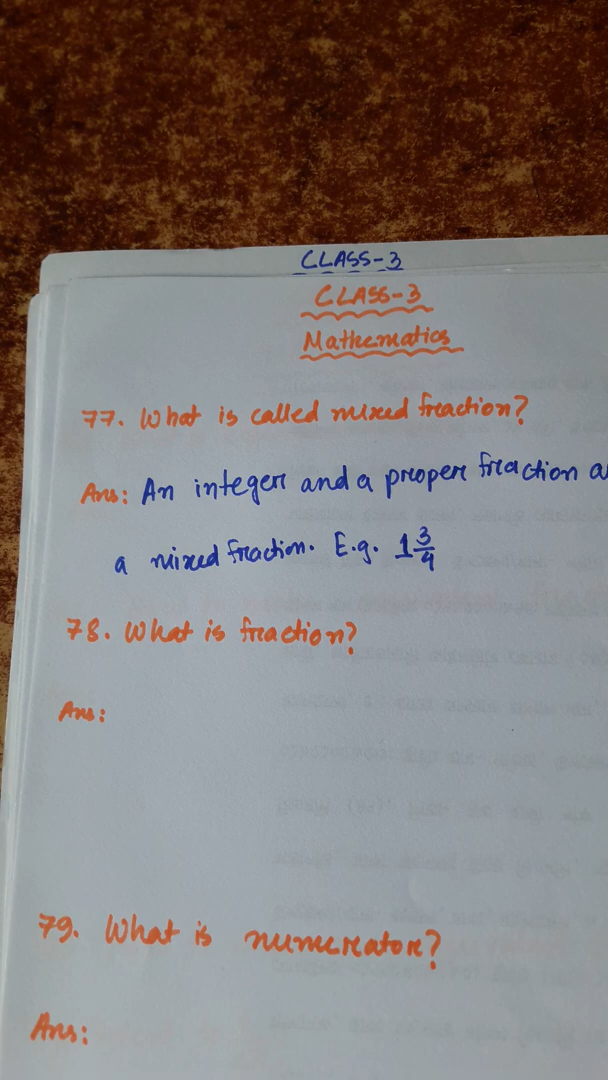 CLASS-3
CLASS-3
Mathematics
77. What is called mixed fraction?
Ans: An integer and a proper fraction
a mixed fraction. E.g. 1 3/4
78. What is fraction?
Ans:
79. What is numerator?
Ans: